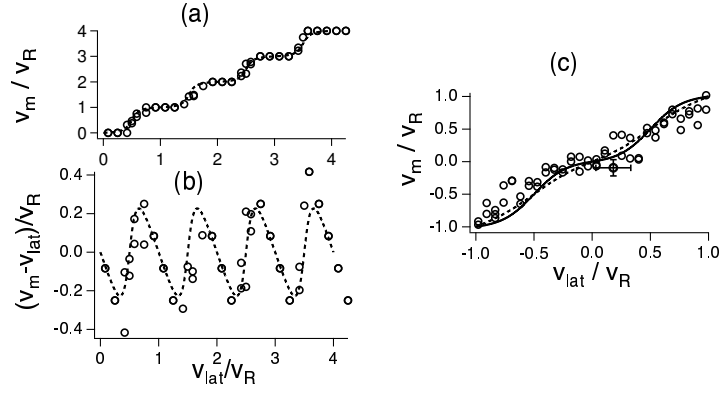 (a)
4
3
2
1
0
v_m / v_R
0 1 2 3 4
(b)
0.4
0.2
0.0
-0.2
-0.4
(v_m-v_lat)/v_R
0 1 2 3 4
v_lat/v_R
(c)
1.0
0.5
0.0
-0.5
-1.0
v_m / v_R
-1.0 -0.5 0.0 0.5 1.0
v_lat / v_R